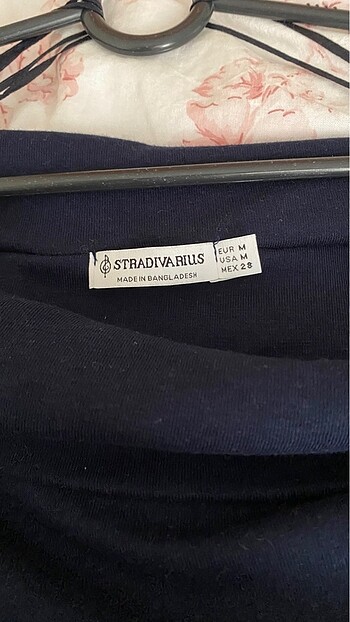 STRADIVARIUS
MADE IN BANGLADESH
EUR M
USA M
MEX 28